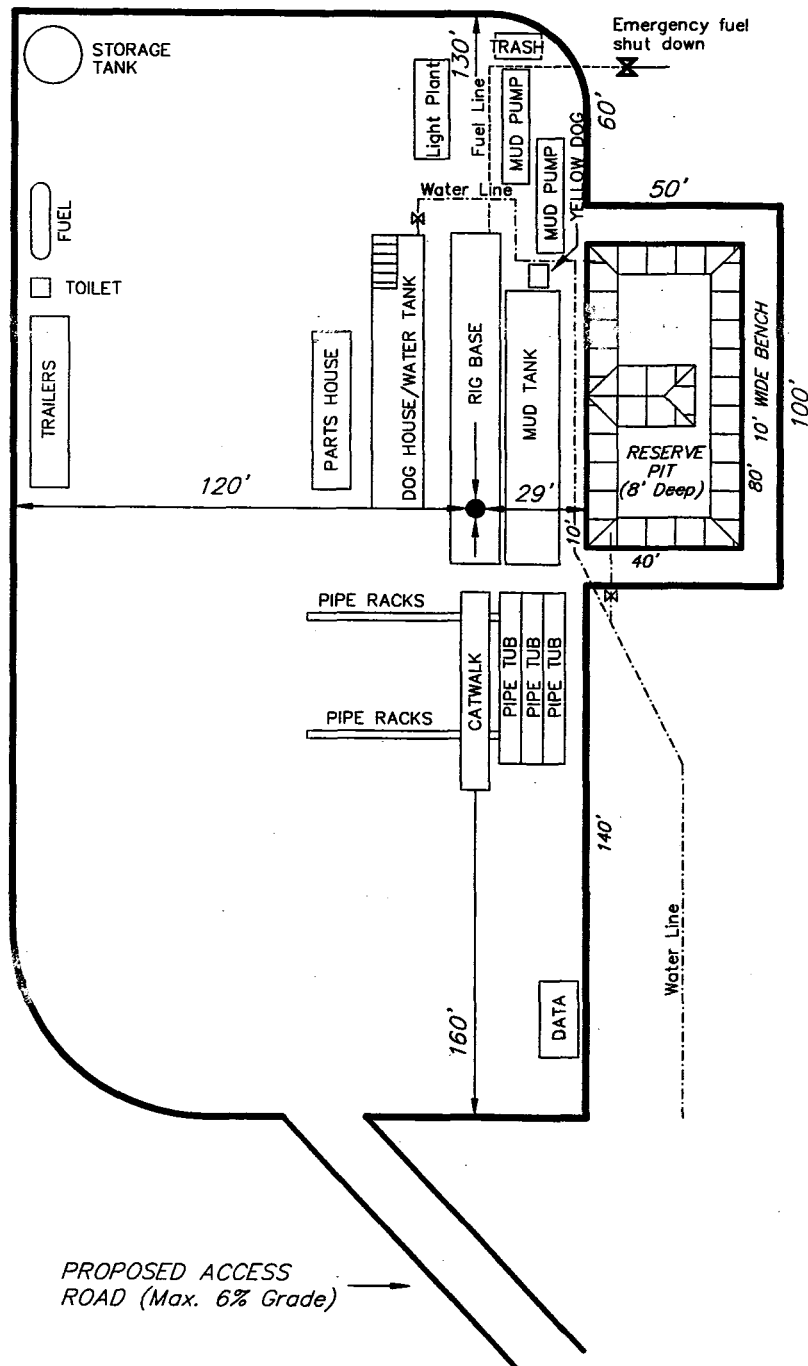 STORAGE
TANK
130'
TRASH
Emergency fuel
shut down
Light Plant
Fuel Line
MUD PUMP
60'
MUD PUMP
YELLOW DOG
Water Line
50'
FUEL
TOILET
TRAILERS
PARTS HOUSE
DOG HOUSE/WATER TANK
RIG BASE
MUD TANK
RESERVE
PIT
(8' Deep)
80'
10' WIDE BENCH
100'
120'
29'
10'
40'
PIPE RACKS
PIPE RACKS
CATWALK
PIPE TUB
PIPE TUB
PIPE TUB
140'
Water Line
160'
DATA
PROPOSED ACCESS
ROAD (Max. 6% Grade)